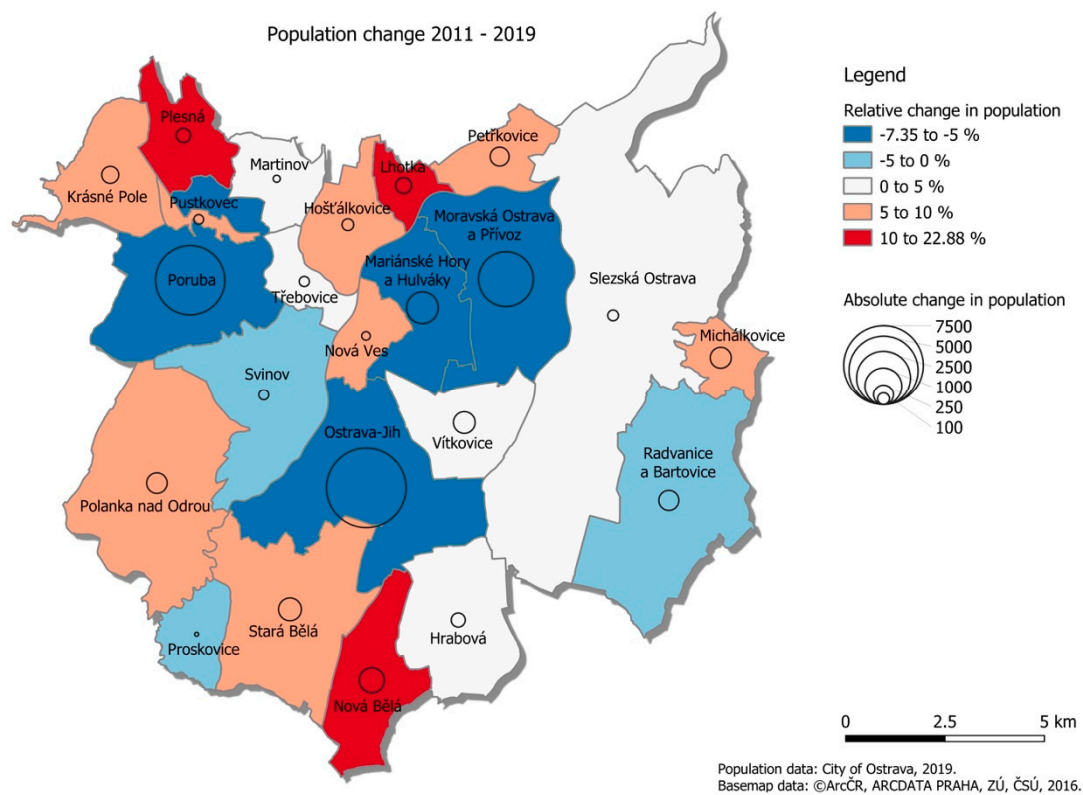 Population change 2011 - 2019
Plesná
Petřkovice
Martinov
Lhotka
Krásné Pole
Pustkovec
Hošťálkovice
Moravská Ostrava
a Přívoz
Mariánské Hory
a Hulváky
Poruba
Třebovice
Slezská Ostrava
Michálkovice
Nová Ves
Svinov
Ostrava-Jih
Vítkovice
Radvanice
a Bartovice
Polanka nad Odrou
Stará Bělá
Hrabová
Proskovice
Nová Bělá
Legend
Relative change in population
-7.35 to -5 %
-5 to 0 %
0 to 5 %
5 to 10 %
10 to 22.88 %
Absolute change in population
7500
5000
2500
1000
250
100
0 2.5 5 km
Population data: City of Ostrava, 2019.
Basemap data: ©ArcČR, ARCDATA PRAHA, ZÚ, ČSÚ, 2016.